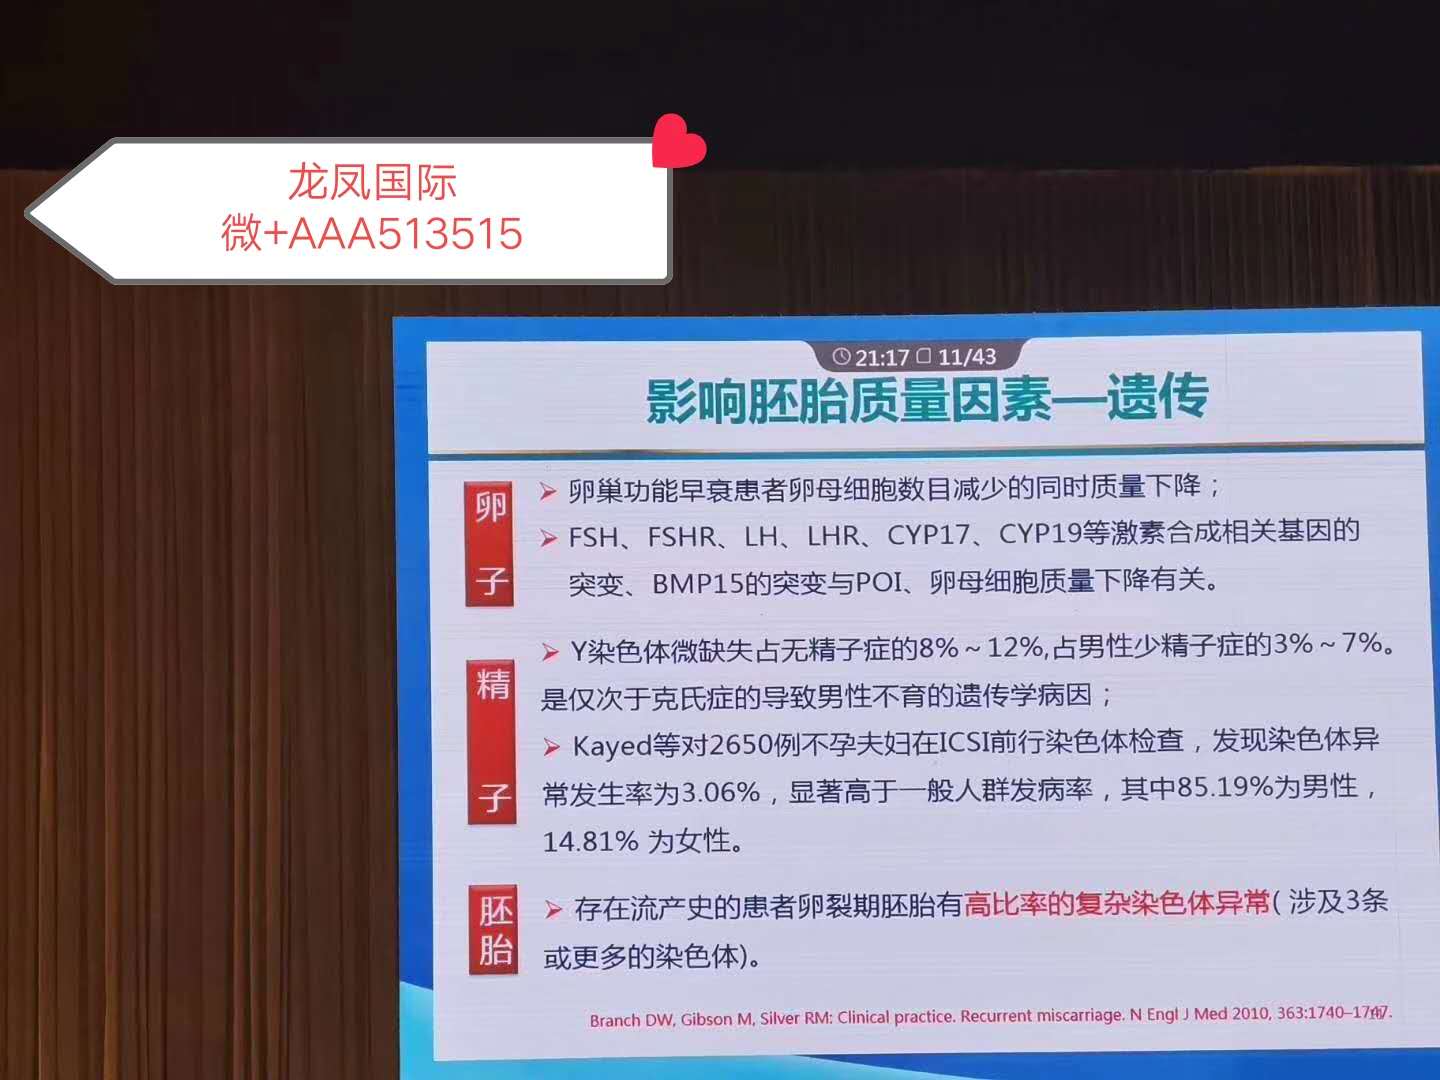 龙凤国际
微+AAA513515
21:17 11/43
影响胚胎质量因素—遗传
卵子
➢ 卵巢功能早衰患者卵母细胞数目减少的同时质量下降；
➢ FSH、FSHR、LH、LHR、CYP17、CYP19等激素合成相关基因的
突变、BMP15的突变与POI、卵母细胞质量下降有关。
精子
➢ Y染色体微缺失占无精子症的8%～12%,占男性少精子症的3%～7%。
是仅次于克氏症的导致男性不育的遗传学病因；
➢ Kayed等对2650例不孕夫妇在ICSI前行染色体检查，发现染色体异
常发生率为3.06%，显著高于一般人群发病率，其中85.19%为男性，
14.81% 为女性。
胚胎
➢ 存在流产史的患者卵裂期胚胎有高比率的复杂染色体异常( 涉及3条
或更多的染色体)。
Branch DW, Gibson M, Silver RM: Clinical practice. Recurrent miscarriage. N Engl J Med 2010, 363:1740–1747.